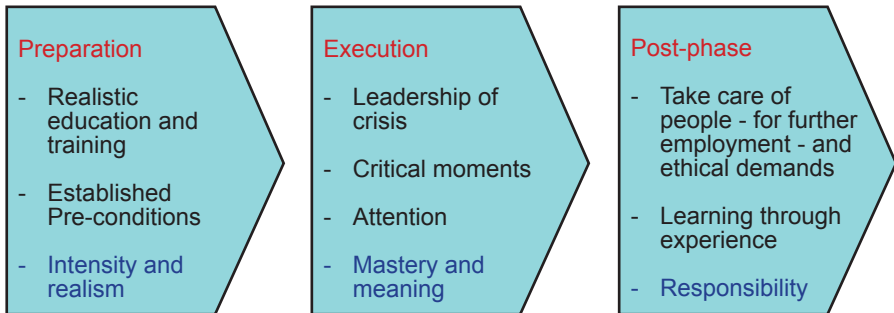 Preparation
- Realistic
education and
training
- Established
Pre-conditions
- Intensity and
realism
Execution
- Leadership of
crisis
- Critical moments
- Attention
- Mastery and
meaning
Post-phase
- Take care of
people - for further
employment - and
ethical demands
- Learning through
experience
- Responsibility